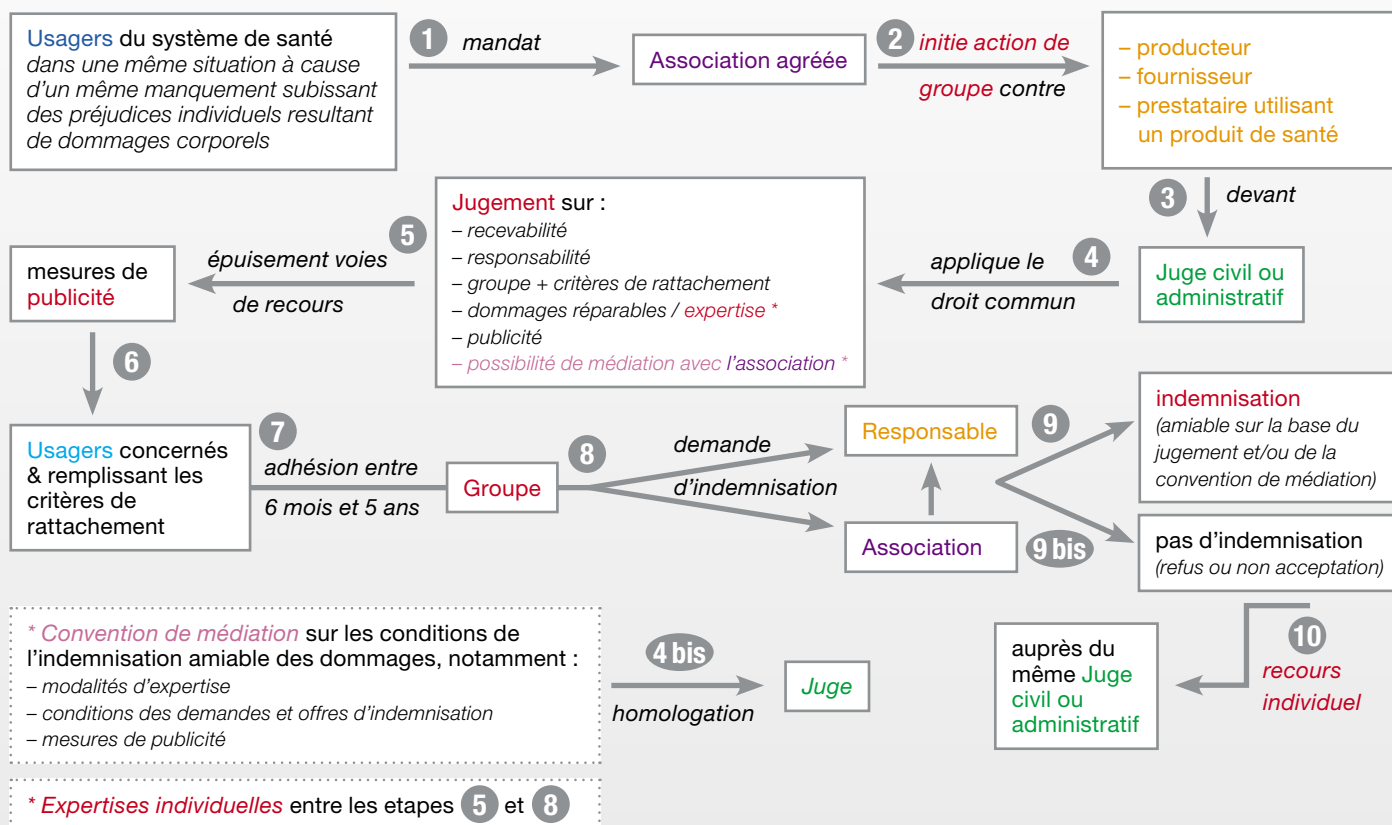 Usagers du système de santé
dans une même situation à cause
d'un même manquement subissant
des préjudices individuels resultant
de dommages corporels
1
mandat
Association agréée
2
initie action de
groupe contre
– producteur
– fournisseur
– prestataire utilisant
un produit de santé
3
devant
Juge civil ou
administratif
4
applique le
droit commun
Jugement sur :
– recevabilité
– responsabilité
– groupe + critères de rattachement
– dommages réparables / expertise *
– publicité
– possibilité de médiation avec l'association *
5
épuisement voies
de recours
mesures de
publicité
6
Usagers concernés
& remplissant les
critères de
rattachement
7
adhésion entre
6 mois et 5 ans
Groupe
8
demande
d'indemnisation
Responsable
Association
9
9 bis
indemnisation
(amiable sur la base du
jugement et/ou de la
convention de médiation)
pas d'indemnisation
(refus ou non acceptation)
10
recours
individuel
auprès du
même Juge
civil ou
administratif
* Convention de médiation sur les conditions de
l'indemnisation amiable des dommages, notamment :
– modalités d'expertise
– conditions des demandes et offres d'indemnisation
– mesures de publicité
4 bis
homologation
Juge
* Expertises individuelles entre les etapes 5 et 8